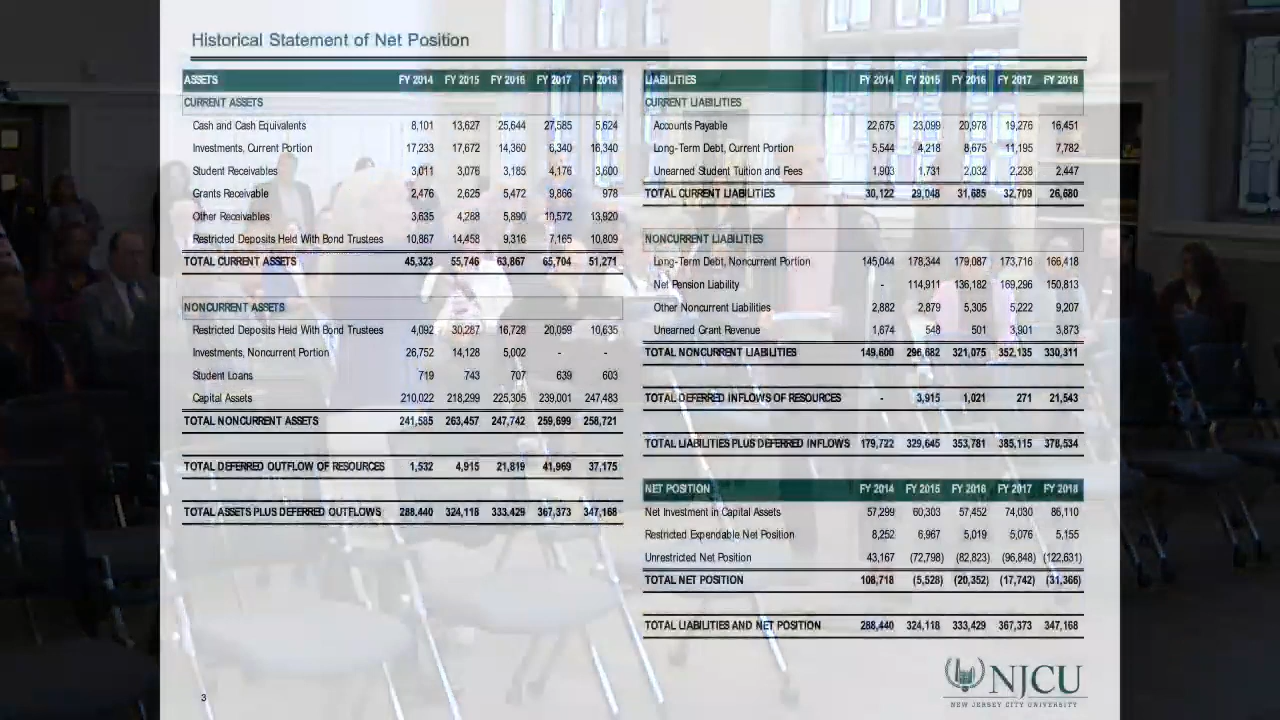 Historical Statement of Net Position
ASSETS FY 2014 FY 2015 FY 2016 FY 2017 FY 2018
CURRENT ASSETS
Cash and Cash Equivalents 8,101 13,627 25,644 27,585 5,624
Investments, Current Portion 17,233 17,672 14,360 6,340 16,340
Student Receivables 3,011 3,076 3,185 4,176 3,600
Grants Receivable 2,476 2,625 5,472 9,866 978
Other Receivables 3,635 4,288 5,890 10,572 13,920
Restricted Deposits Held With Bond Trustees 10,867 14,458 9,316 7,165 10,809
TOTAL CURRENT ASSETS 45,323 55,746 63,867 65,704 51,271
NONCURRENT ASSETS
Restricted Deposits Held With Bond Trustees 4,092 30,287 16,728 20,059 10,635
Investments, Noncurrent Portion 26,752 14,128 5,002 - -
Student Loans 719 743 707 639 603
Capital Assets 210,022 218,299 225,305 239,001 247,483
TOTAL NONCURRENT ASSETS 241,585 263,457 247,742 259,699 258,721
TOTAL DEFERRED OUTFLOW OF RESOURCES 1,532 4,915 21,819 41,969 37,175
TOTAL ASSETS PLUS DEFERRED OUTFLOWS 288,440 324,118 333,429 367,373 347,168
LIABILITIES FY 2014 FY 2015 FY 2016 FY 2017 FY 2018
CURRENT LIABILITIES
Accounts Payable 22,675 23,099 20,978 19,276 16,451
Long-Term Debt, Current Portion 5,544 4,218 8,675 11,195 7,782
Unearned Student Tuition and Fees 1,903 1,731 2,032 2,238 2,447
TOTAL CURRENT LIABILITIES 30,122 29,048 31,685 32,709 26,680
NONCURRENT LIABILITIES
Long-Term Debt, Noncurrent Portion 145,044 178,344 179,087 173,716 166,418
Net Pension Liability - 114,911 136,182 169,296 150,813
Other Noncurrent Liabilities 2,882 2,879 5,305 5,222 9,207
Unearned Grant Revenue 1,674 548 501 3,901 3,873
TOTAL NONCURRENT LIABILITIES 149,600 296,682 321,075 352,135 330,311
TOTAL DEFERRED INFLOWS OF RESOURCES - 3,915 1,021 271 21,543
TOTAL LIABILITIES PLUS DEFERRED INFLOWS 179,722 329,645 353,781 385,115 378,534
NET POSITION FY 2014 FY 2015 FY 2016 FY 2017 FY 2018
Net Investment in Capital Assets 57,299 60,303 57,452 74,030 86,110
Restricted Expendable Net Position 8,252 6,967 5,019 5,076 5,155
Unrestricted Net Position 43,167 (72,798) (82,823) (96,848) (122,631)
TOTAL NET POSITION 108,718 (5,528) (20,352) (17,742) (31,366)
TOTAL LIABILITIES AND NET POSITION 288,440 324,118 333,429 367,373 347,168
3
NJCU
NEW JERSEY CITY UNIVERSITY